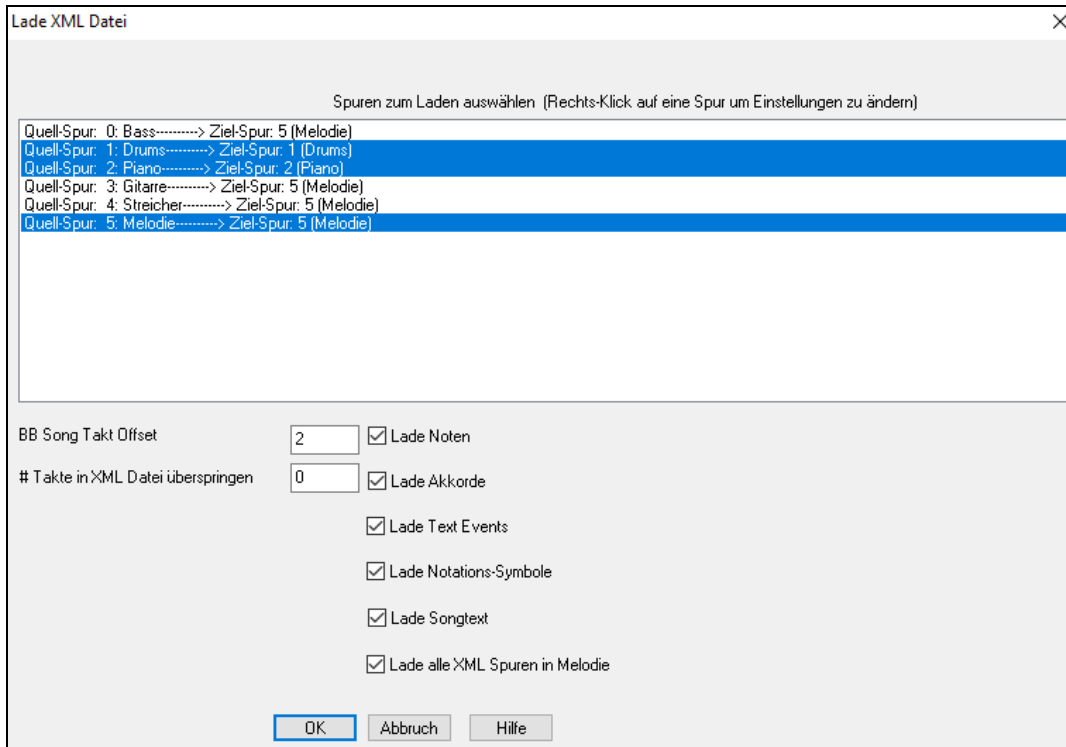 Lade XML Datei
Spuren zum Laden auswählen (Rechts-Klick auf eine Spur um Einstellungen zu ändern)
Quell-Spur: 0: Bass---------> Ziel-Spur: 5 (Melodie)
Quell-Spur: 1: Drums---------> Ziel-Spur: 1 (Drums)
Quell-Spur: 2: Piano---------> Ziel-Spur: 2 (Piano)
Quell-Spur: 3: Gitarre---------> Ziel-Spur: 5 (Melodie)
Quell-Spur: 4: Streicher---------> Ziel-Spur: 5 (Melodie)
Quell-Spur: 5: Melodie---------> Ziel-Spur: 5 (Melodie)
BB Song Takt Offset 2 Lade Noten
# Takte in XML Datei überspringen 0 Lade Akkorde
Lade Text Events
Lade Notations-Symbole
Lade Songtext
Lade alle XML Spuren in Melodie
OK Abbruch Hilfe